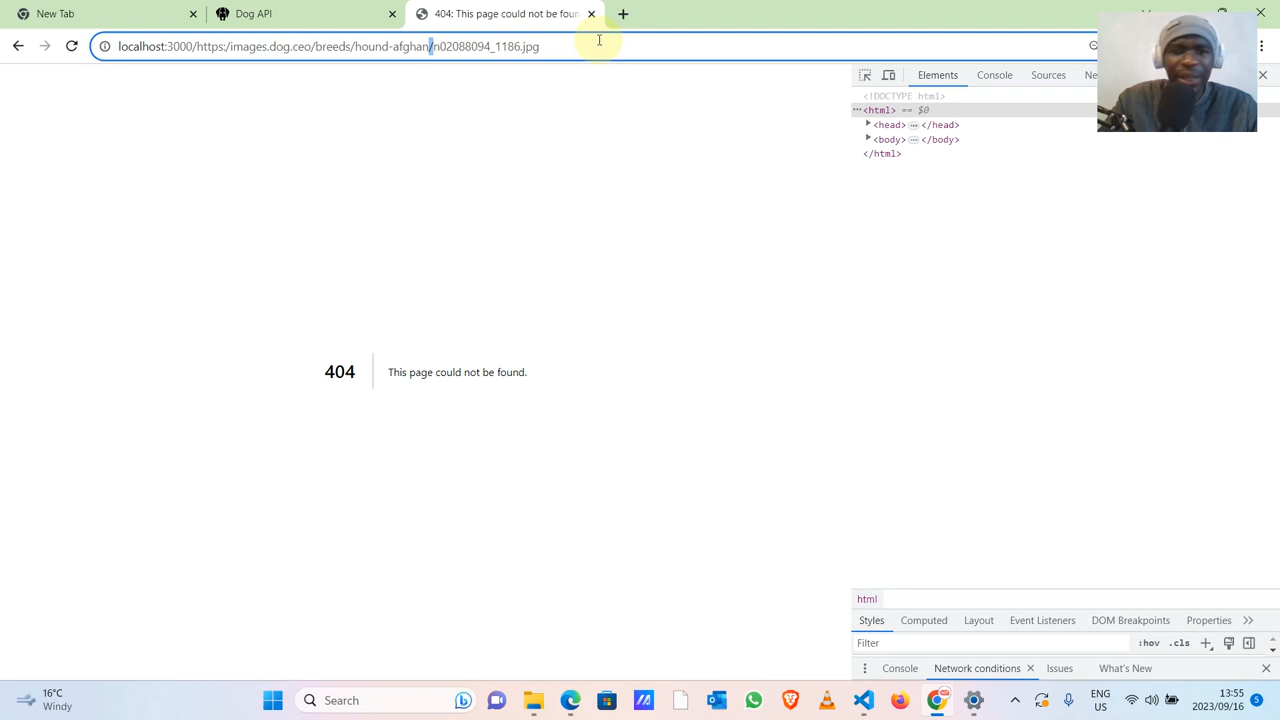 New Tab
Dog API
404: This page could not be foun
localhost:3000/https:/images.dog.ceo/breeds/hound-afghan/n02088094_1186.jpg
Elements
Console
Sources
Ne
<!DOCTYPE html>
<html> == $0
<head> </head>
<body> </body>
</html>
404
This page could not be found.
html
Styles
Computed
Layout
Event Listeners
DOM Breakpoints
Properties
Filter
:hov
.cls
Console
Network conditions
Issues
What's New
16°C
Windy
Search
ENG
US
13:55
2023/09/16
5